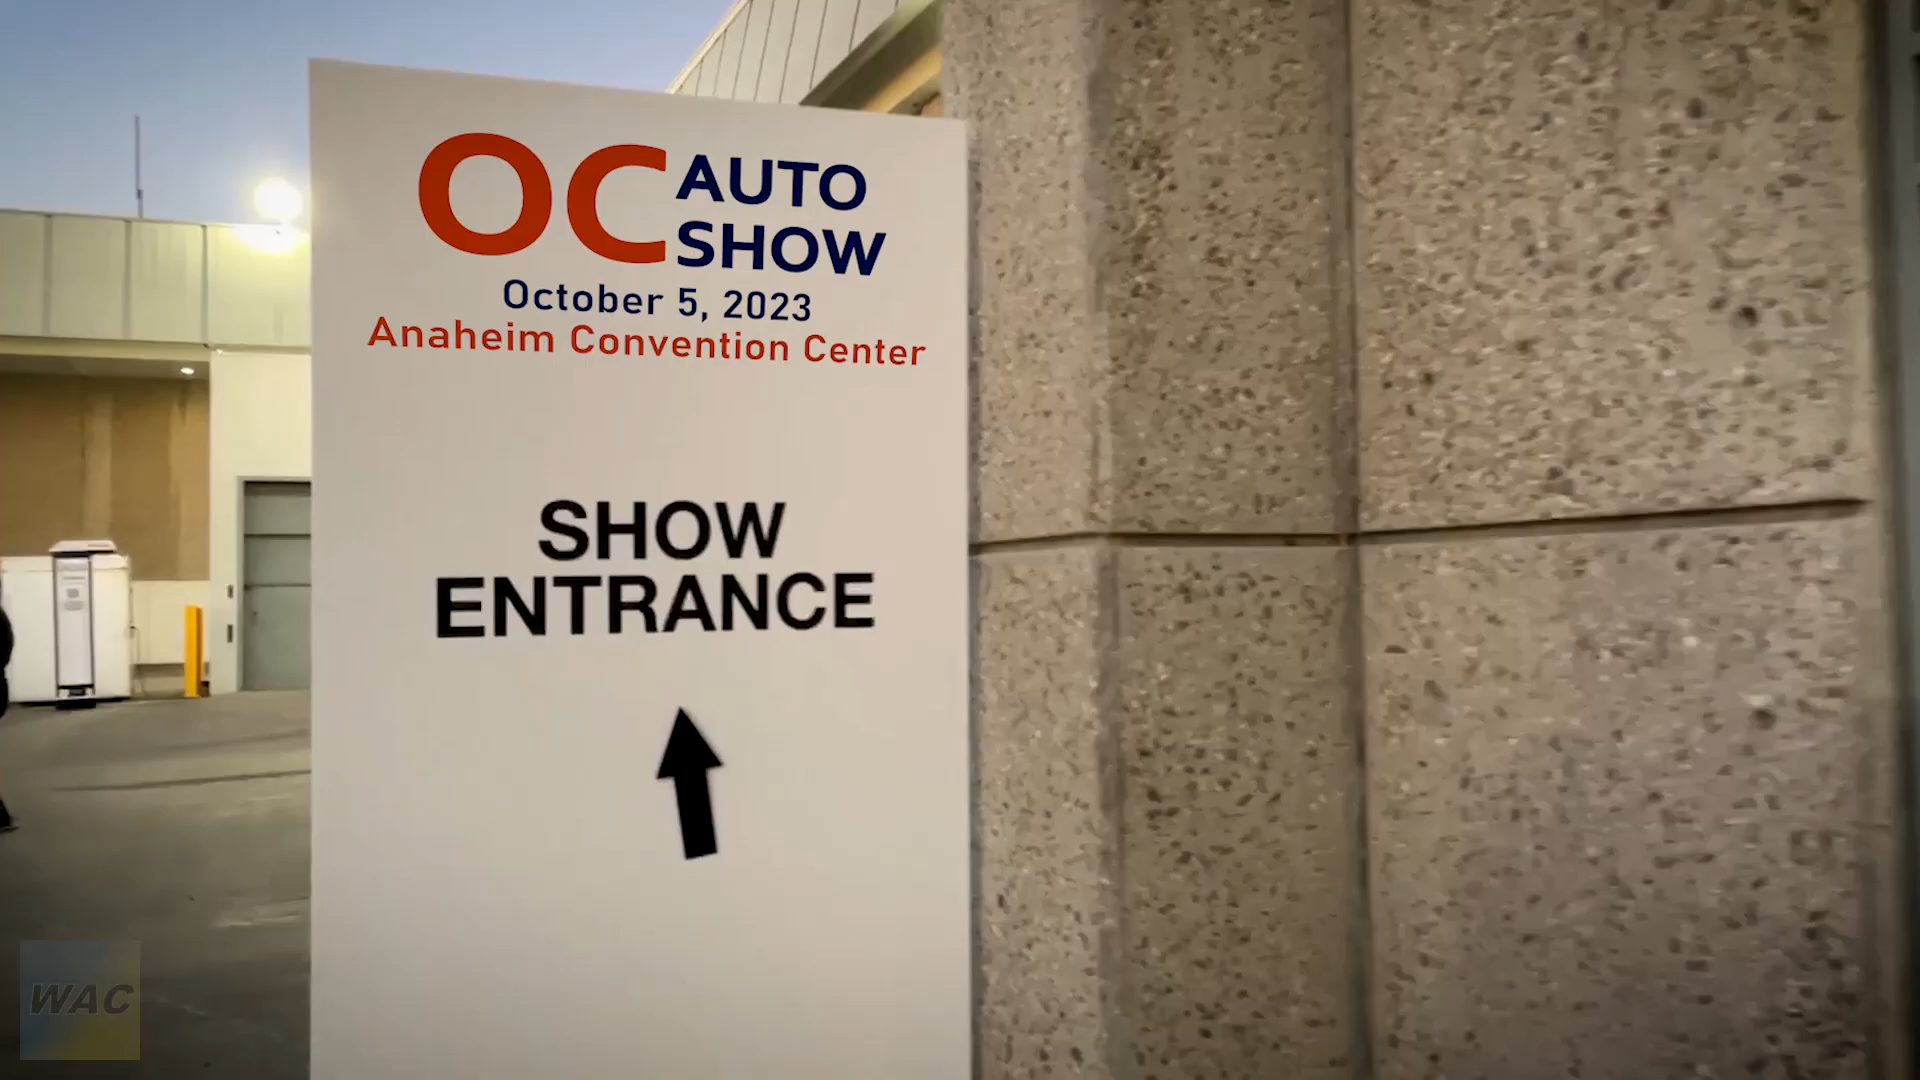 OC AUTO
SHOW
October 5, 2023
Anaheim Convention Center
SHOW
ENTRANCE
WAC